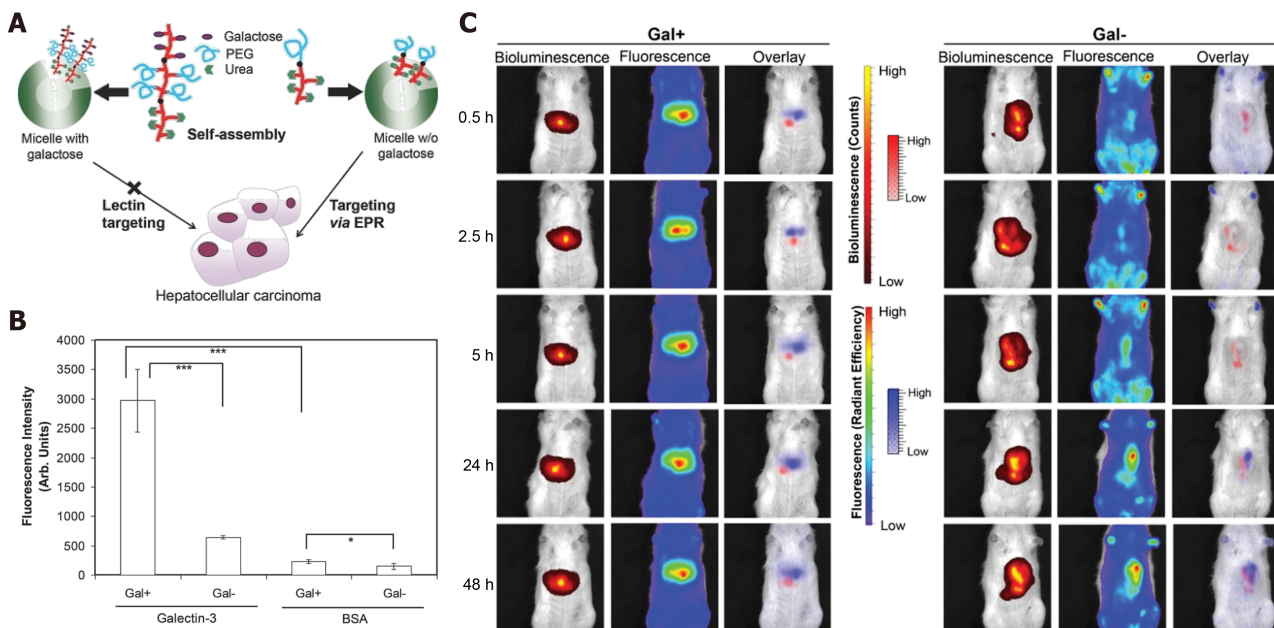 A
Galactose
PEG
Urea
Self-assembly
Micelle with
galactose
Micelle w/o
galactose
Lectin
targeting
Targeting
via EPR
Hepatocellular carcinoma
B
Fluorescence Intensity
(Arb. Units)
4000
3500
3000
2500
2000
1500
1000
500
0
***
***
*
Gal+
Gal-
Gal+
Gal-
Galectin-3
BSA
C
Gal+
Bioluminescence
Fluorescence
Overlay
0.5 h
2.5 h
5 h
24 h
48 h
High
Bioluminescence (Counts)
Low
High
Low
High
Fluorescence (Radiant Efficiency)
Low
High
Low
Gal-
Bioluminescence
Fluorescence
Overlay